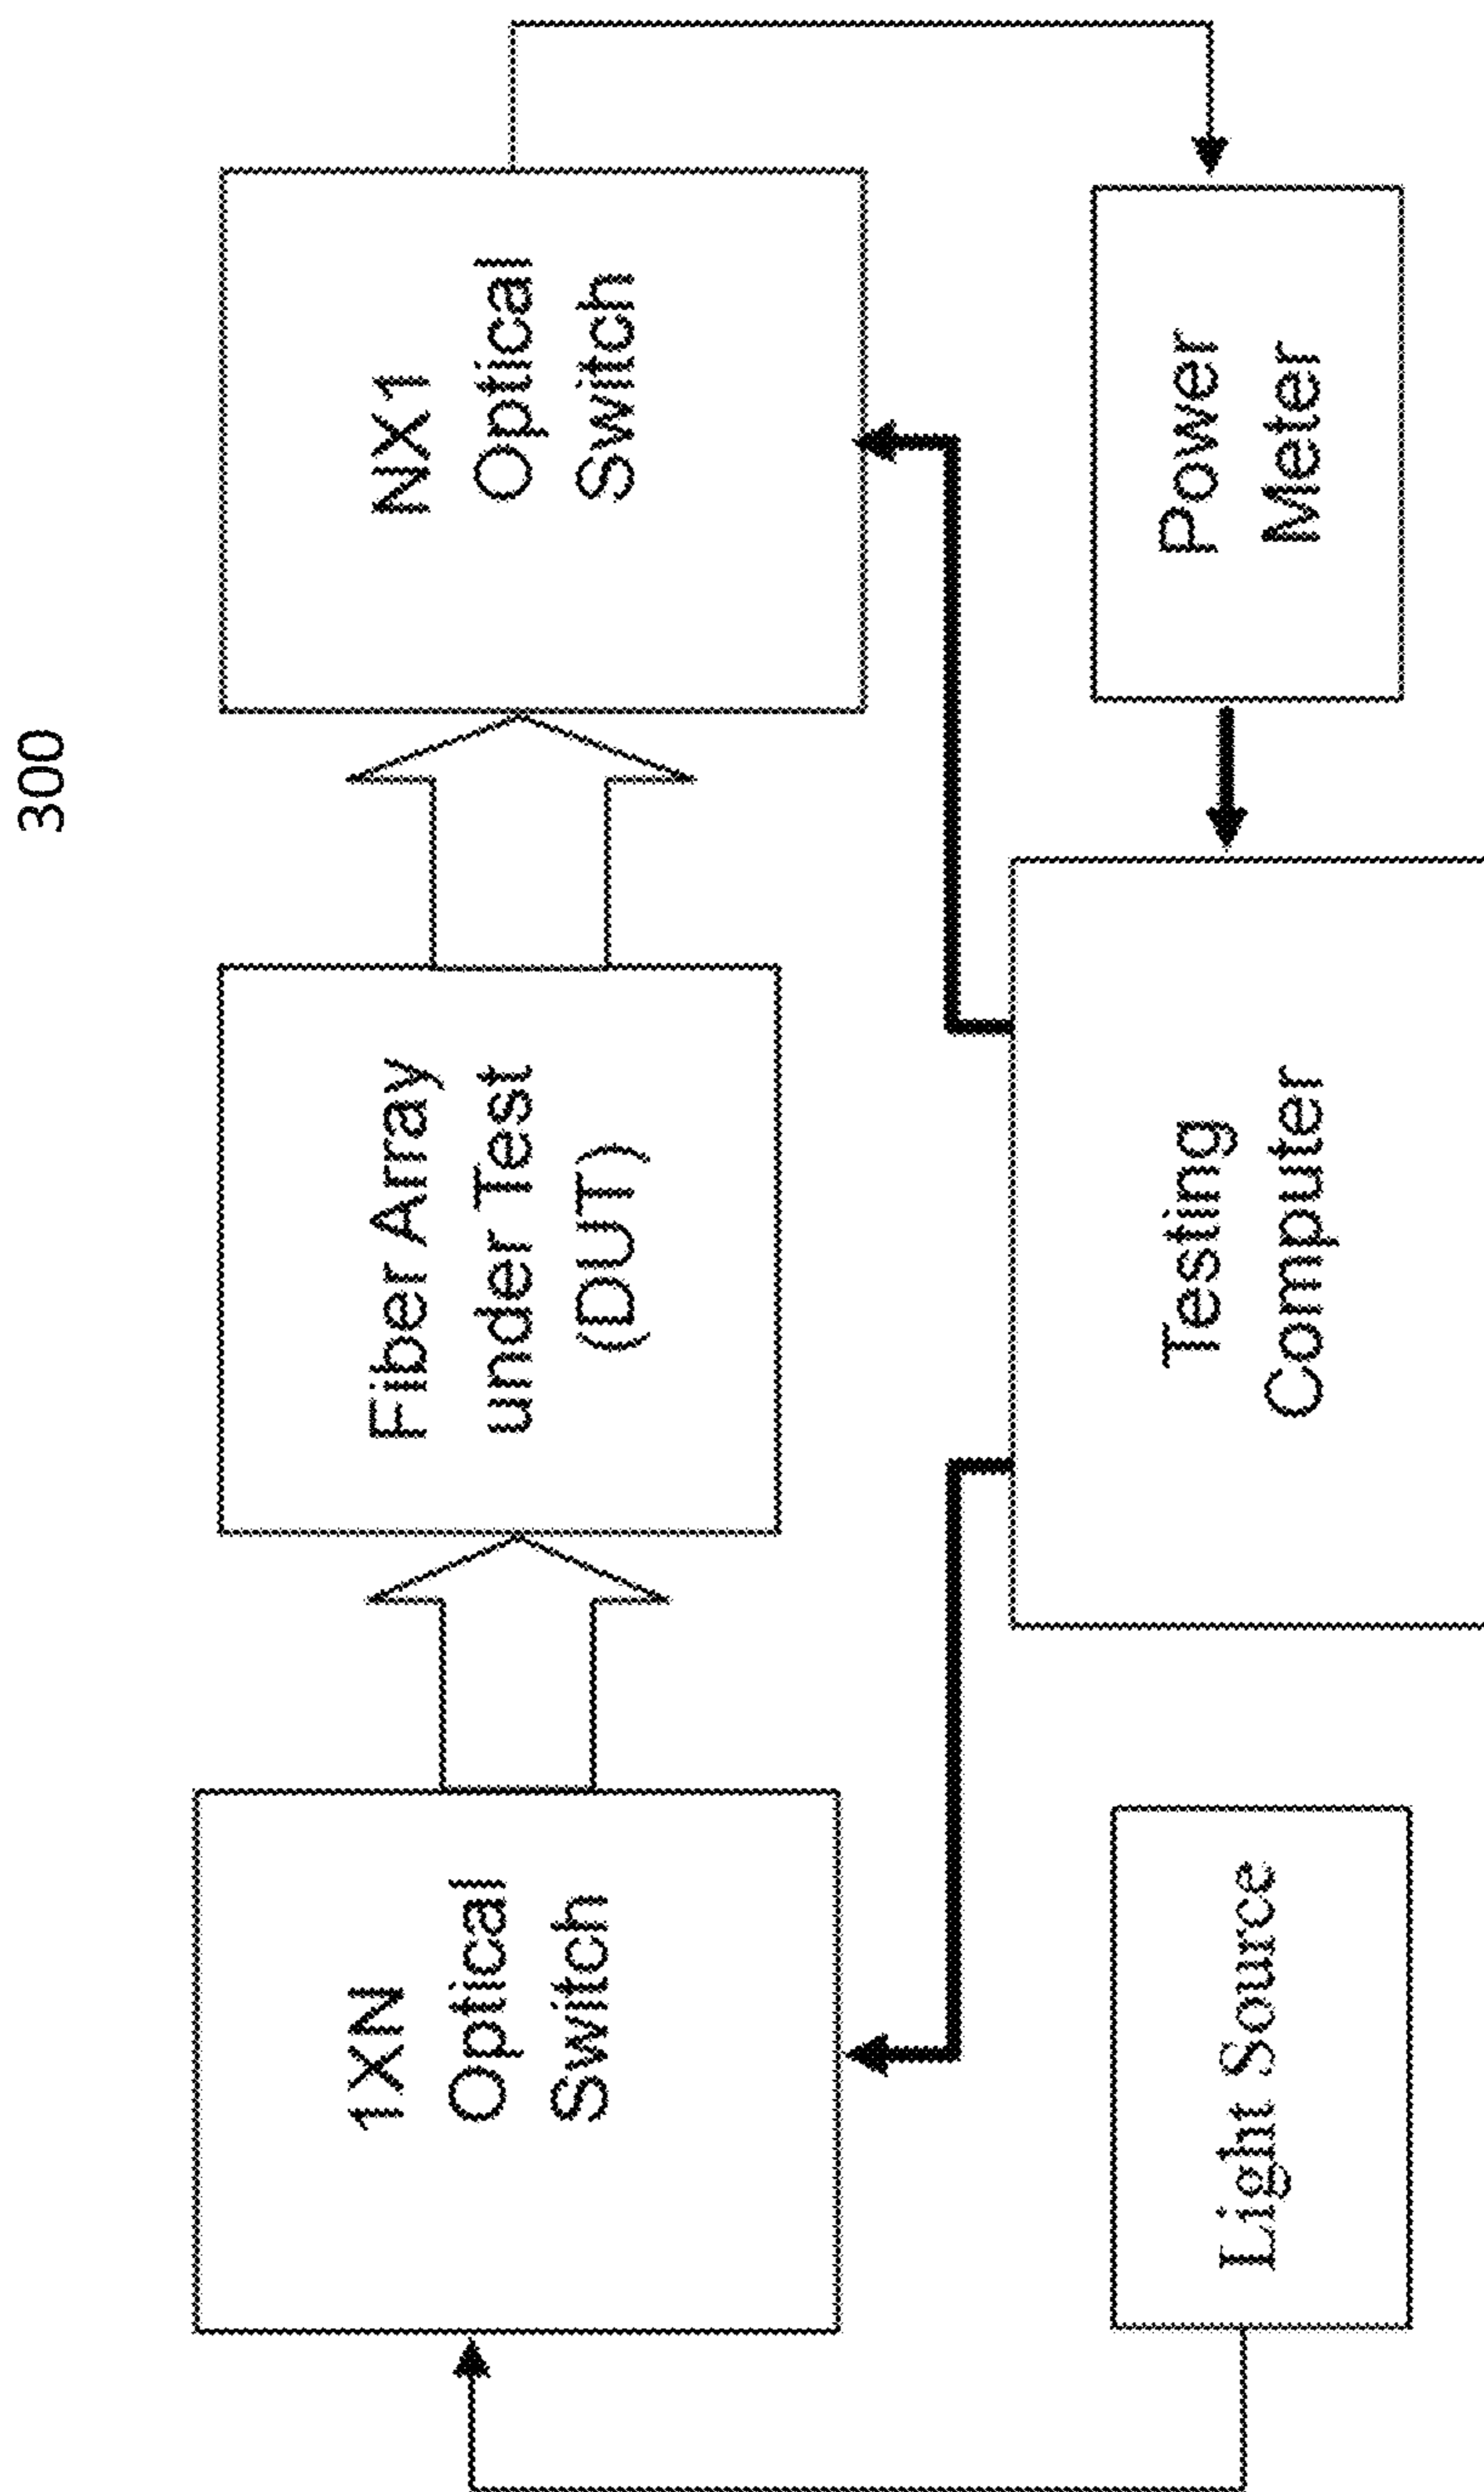 300
1XN
Optical
Switch
Fiber Array
under Test
(DUT)
NX1
Optical
Switch
Light Source
Testing
Computer
Power
Meter